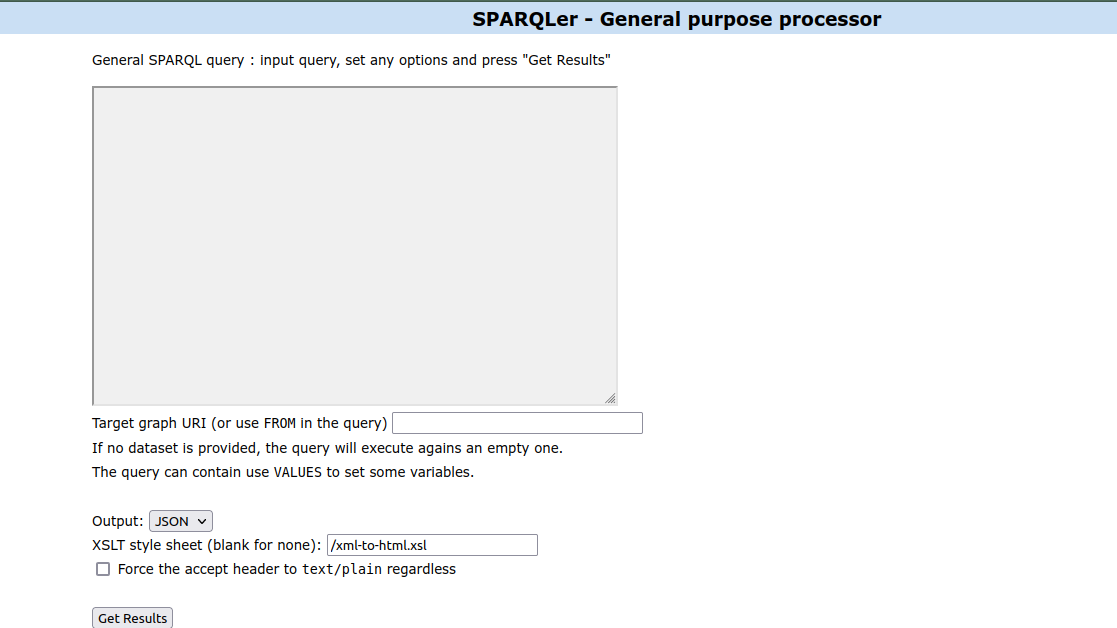 SPARQLer - General purpose processor
General SPARQL query : input query, set any options and press "Get Results"
Target graph URI (or use FROM in the query)
If no dataset is provided, the query will execute agains an empty one.
The query can contain use VALUES to set some variables.
Output: JSON
XSLT style sheet (blank for none): /xml-to-html.xsl
Force the accept header to text/plain regardless
Get Results